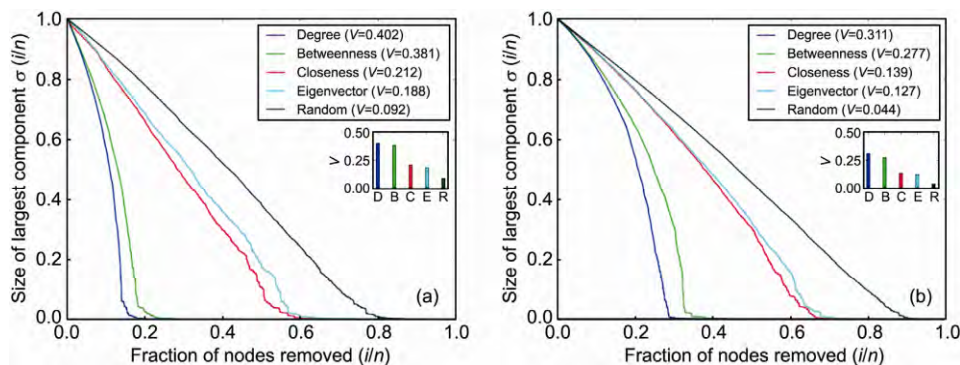 Size of largest component σ (i/n)
1.0
0.8
0.6
0.4
0.2
0.0
Degree (V=0.402)
Betweenness (V=0.381)
Closeness (V=0.212)
Eigenvector (V=0.188)
Random (V=0.092)
V
0.50
0.25
0.00
D B C E R
(a)
0.0 0.2 0.4 0.6 0.8 1.0
Fraction of nodes removed (i/n)
Size of largest component σ (i/n)
1.0
0.8
0.6
0.4
0.2
0.0
Degree (V=0.311)
Betweenness (V=0.277)
Closeness (V=0.139)
Eigenvector (V=0.127)
Random (V=0.044)
V
0.50
0.25
0.00
D B C E R
(b)
0.0 0.2 0.4 0.6 0.8 1.0
Fraction of nodes removed (i/n)